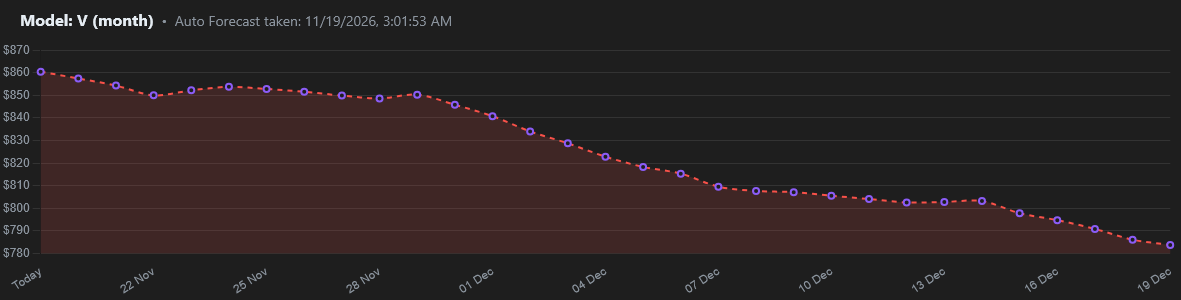 Model: V (month) • Auto Forecast taken: 11/19/2026, 3:01:53 AM
$870
$860
$850
$840
$830
$820
$810
$800
$790
$780
Today
22 Nov
25 Nov
28 Nov
01 Dec
04 Dec
07 Dec
10 Dec
13 Dec
16 Dec
19 Dec